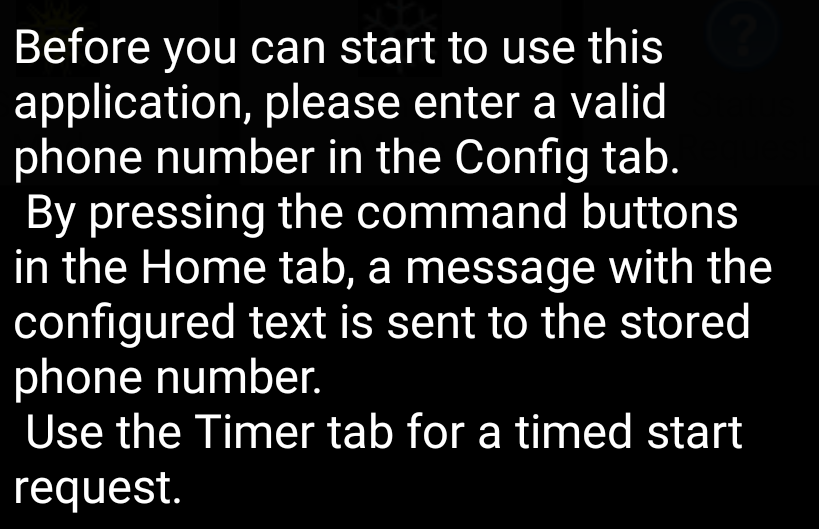 Before you can start to use this
application, please enter a valid
phone number in the Config tab.
By pressing the command buttons
in the Home tab, a message with the
configured text is sent to the stored
phone number.
Use the Timer tab for a timed start
request.